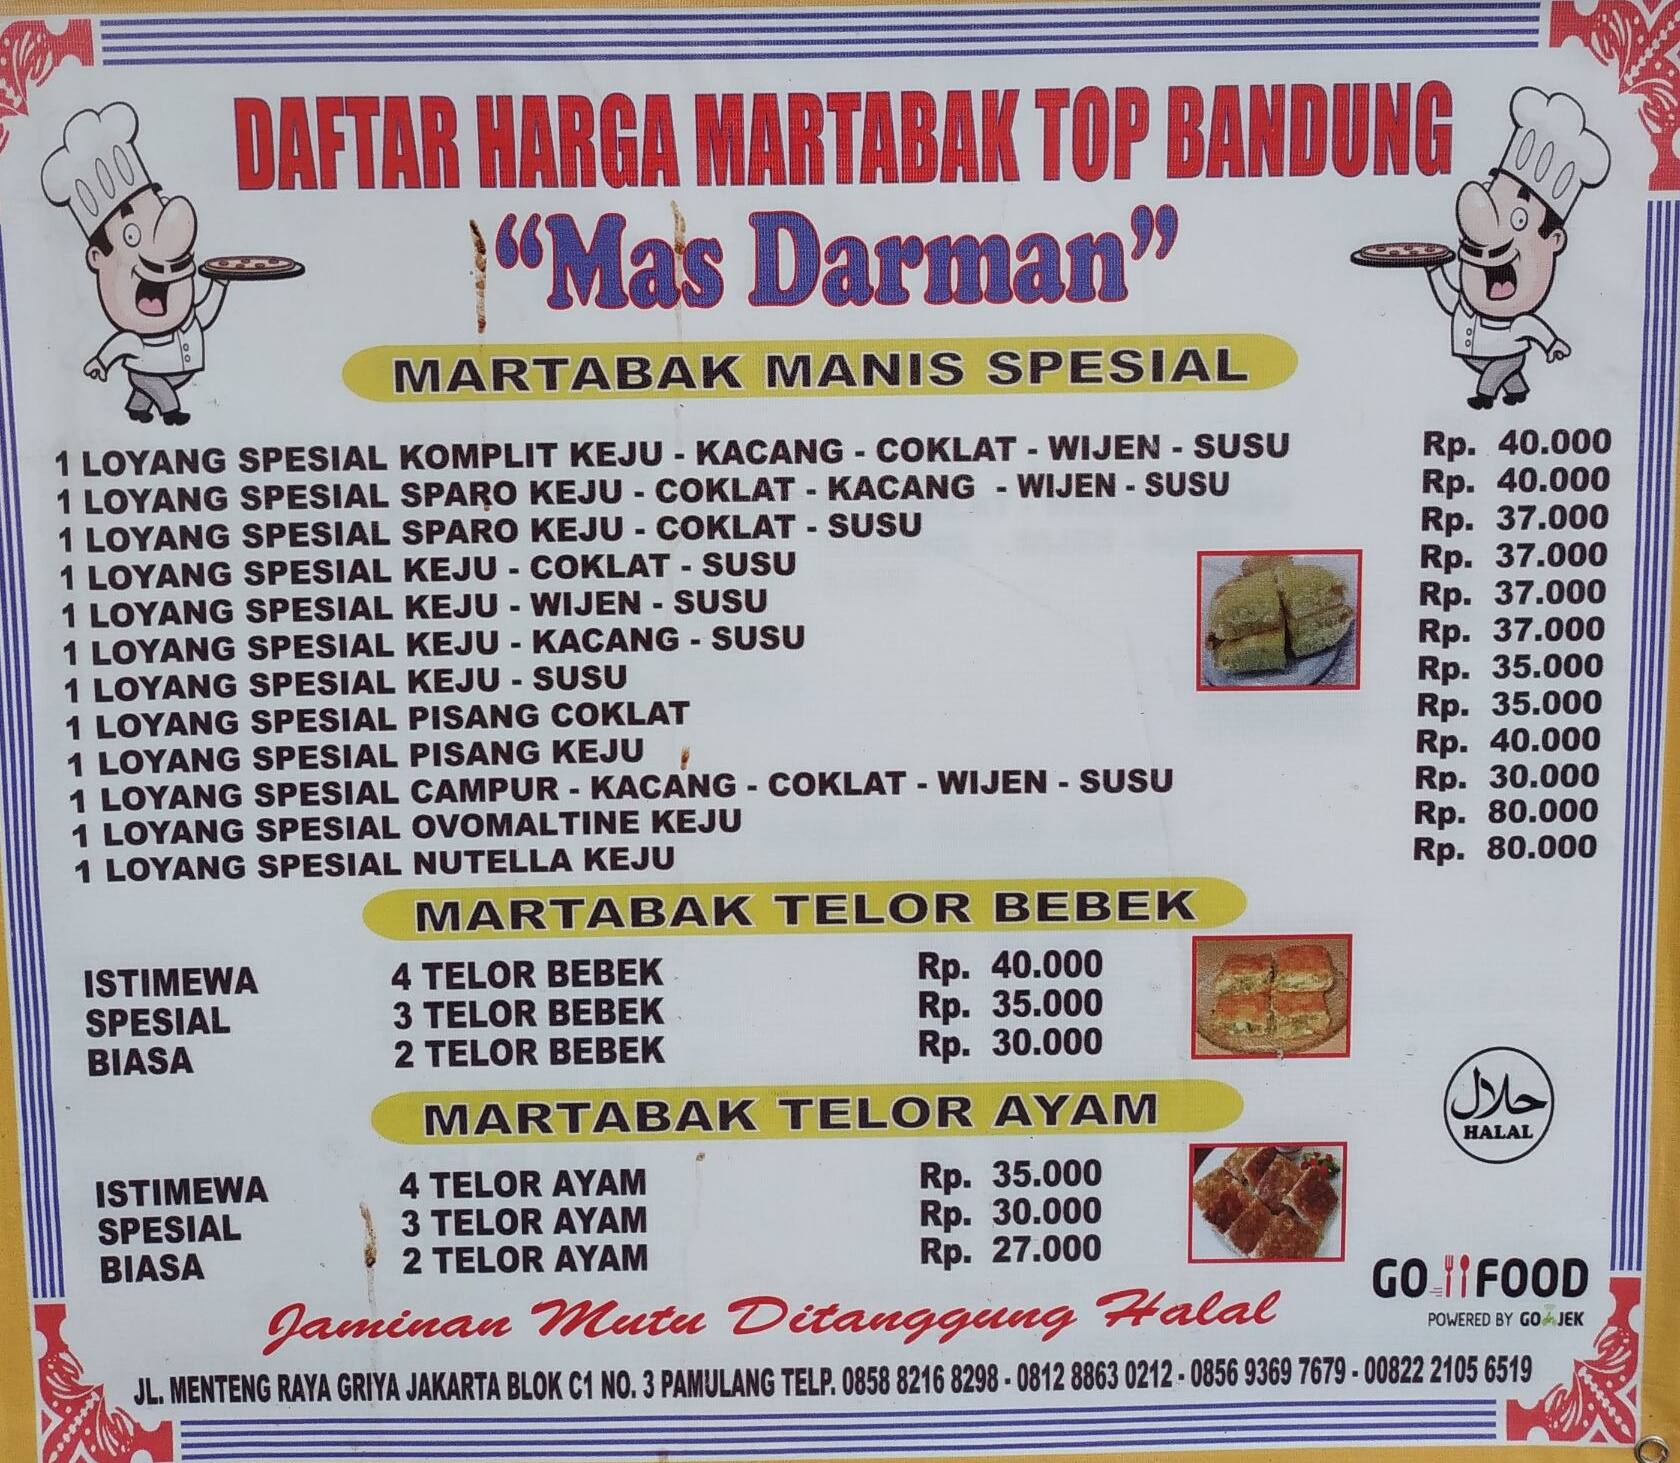 DAFTAR HARGA MARTABAK TOP BANDUNG
"Mas Darman"
MARTABAK MANIS SPESIAL
1 LOYANG SPESIAL KOMPLIT KEJU - KACANG - COKLAT - WIJEN - SUSU Rp. 40.000
1 LOYANG SPESIAL SPARO KEJU - COKLAT - KACANG - WIJEN - SUSU Rp. 40.000
1 LOYANG SPESIAL SPARO KEJU - COKLAT - SUSU Rp. 37.000
1 LOYANG SPESIAL KEJU - COKLAT - SUSU Rp. 37.000
1 LOYANG SPESIAL KEJU - WIJEN - SUSU Rp. 37.000
1 LOYANG SPESIAL KEJU - KACANG - SUSU Rp. 37.000
1 LOYANG SPESIAL KEJU - SUSU Rp. 35.000
1 LOYANG SPESIAL PISANG COKLAT Rp. 35.000
1 LOYANG SPESIAL PISANG KEJU Rp. 40.000
1 LOYANG SPESIAL CAMPUR - KACANG - COKLAT - WIJEN - SUSU Rp. 30.000
1 LOYANG SPESIAL OVOMALTINE KEJU Rp. 80.000
1 LOYANG SPESIAL NUTELLA KEJU Rp. 80.000
MARTABAK TELOR BEBEK
ISTIMEWA 4 TELOR BEBEK Rp. 40.000
SPESIAL 3 TELOR BEBEK Rp. 35.000
BIASA 2 TELOR BEBEK Rp. 30.000
MARTABAK TELOR AYAM
ISTIMEWA 4 TELOR AYAM Rp. 35.000
SPESIAL 3 TELOR AYAM Rp. 30.000
BIASA 2 TELOR AYAM Rp. 27.000
حلال
HALAL
GO FOOD
POWERED BY GO JEK
Jaminan Mutu Ditanggung Halal
JL. MENTENG RAYA GRIYA JAKARTA BLOK C1 NO. 3 PAMULANG TELP. 0858 8216 8298 - 0812 8863 0212 - 0856 9369 7679 - 00822 2105 6519